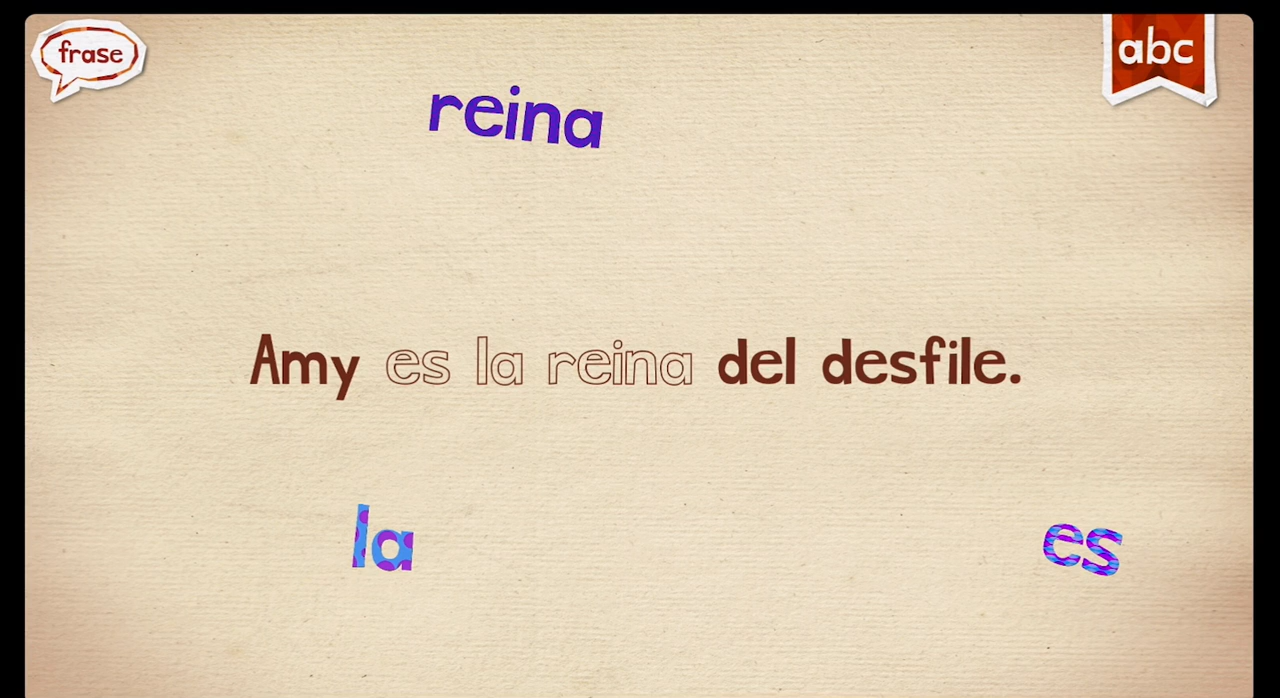 frase
abc
reina
Amy es la reina del desfile.
la
es